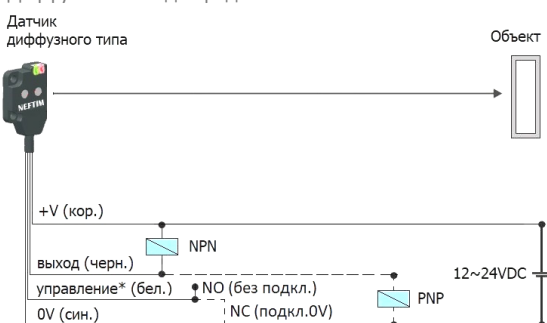 Датчик
диффузного типа
Объект
NEFTIM
+V (кор.)
NPN
выход (черн.)
12~24VDC
управление* (бел.)
NO (без подкл.)
PNP
0V (син.)
NC (подкл.0V)